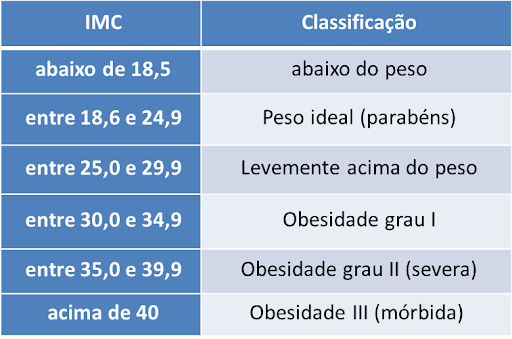 IMC Classificação
abaixo de 18,5 abaixo do peso
entre 18,6 e 24,9 Peso ideal (parabéns)
entre 25,0 e 29,9 Levemente acima do peso
entre 30,0 e 34,9 Obesidade grau I
entre 35,0 e 39,9 Obesidade grau II (severa)
acima de 40 Obesidade III (mórbida)